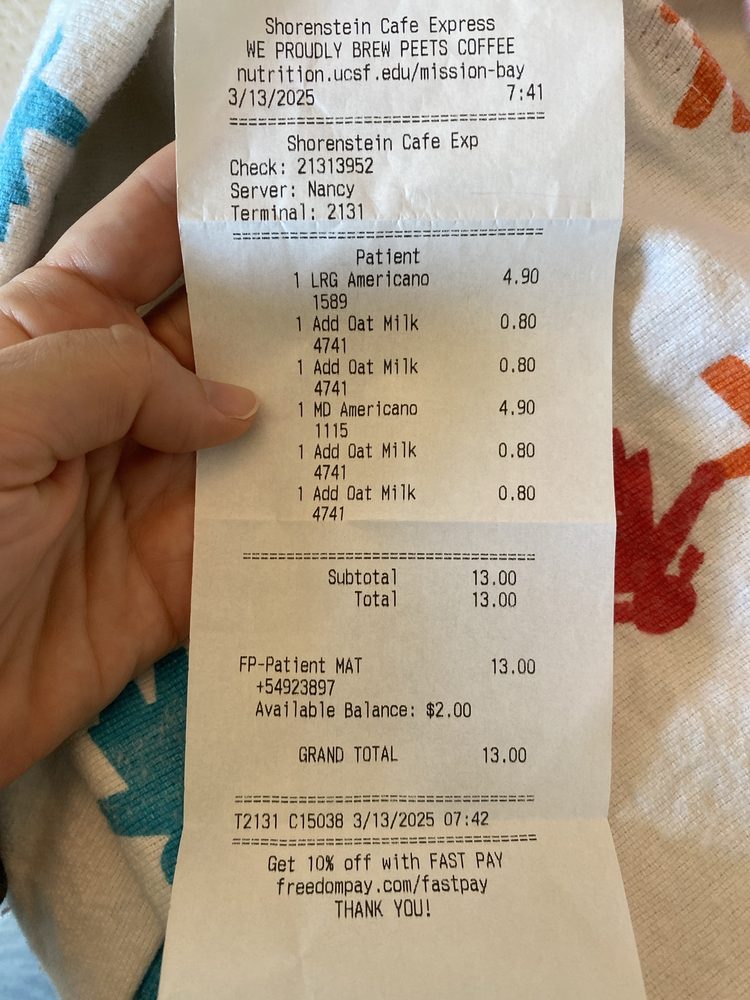 Shorenstein Cafe Express
WE PROUDLY BREW PEETS COFFEE
nutrition.ucsf.edu/mission-bay
3/13/2025 7:41
========================================
Shorenstein Cafe Exp
Check: 21313952
Server: Nancy
Terminal: 2131
========================================
Patient
1 LRG Americano 4.90
1589
1 Add Oat Milk 0.80
4741
1 Add Oat Milk 0.80
4741
1 MD Americano 4.90
1115
1 Add Oat Milk 0.80
4741
1 Add Oat Milk 0.80
4741
========================================
Subtotal 13.00
Total 13.00
FP-Patient MAT 13.00
+54923897
Available Balance: $2.00
GRAND TOTAL 13.00
========================================
T2131 C15038 3/13/2025 07:42
========================================
Get 10% off with FAST PAY
freedompay.com/fastpay
THANK YOU!